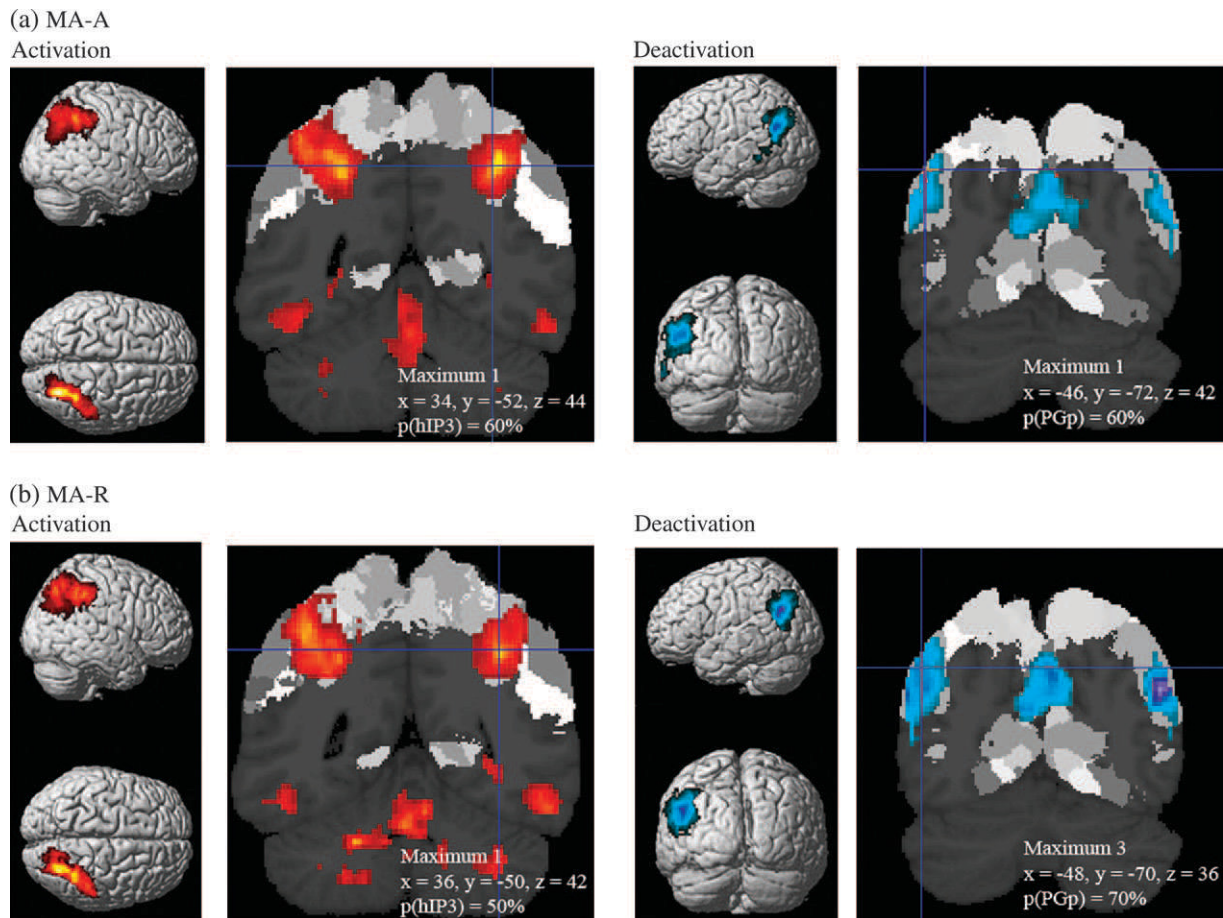 (a) MA-A
Activation
Deactivation
Maximum 1
x = 34, y = -52, z = 44
p(hIP3) = 60%
Maximum 1
x = -46, y = -72, z = 42
p(PGp) = 60%
(b) MA-R
Activation
Deactivation
Maximum 1
x = 36, y = -50, z = 42
p(hIP3) = 50%
Maximum 3
x = -48, y = -70, z = 36
p(PGp) = 70%